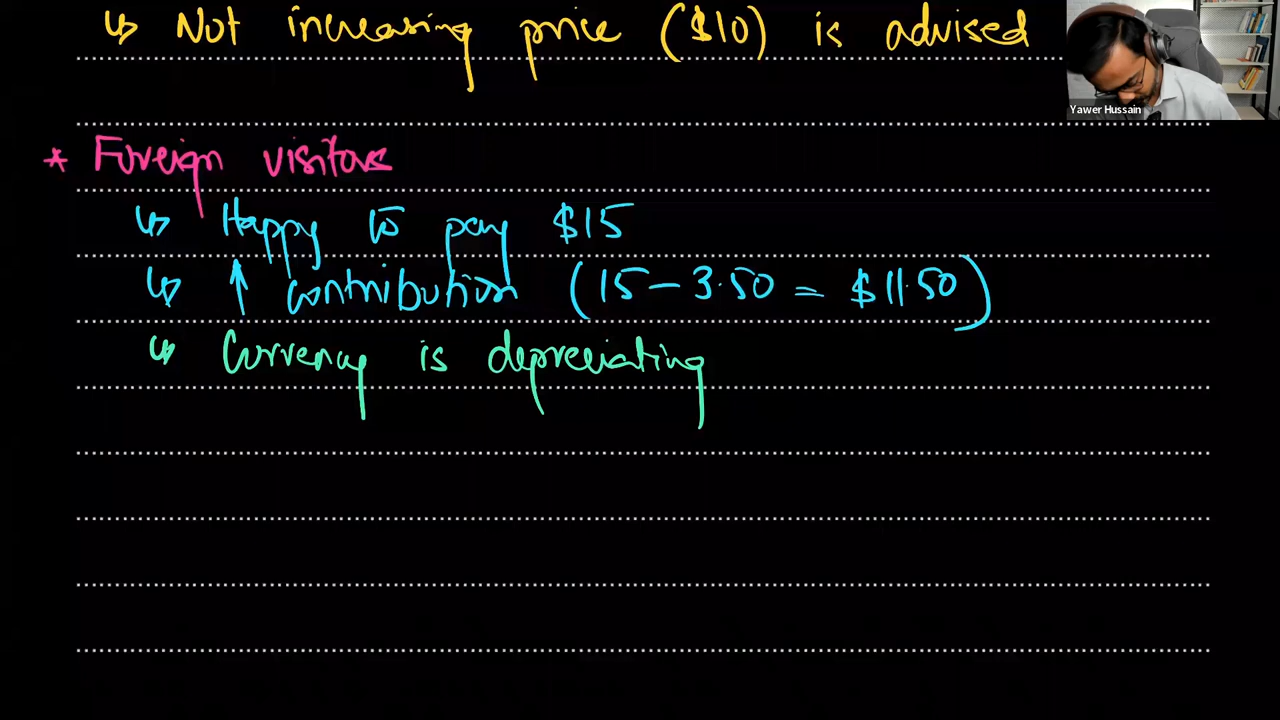 ↳ Not increasing price ($10) is advised
Yawer Hussain
* Foreign visitors
↳ Happy to pay $15
↳ ↑ contribution (15 - 3.50 = $11.50)
↳ Currency is depreciating